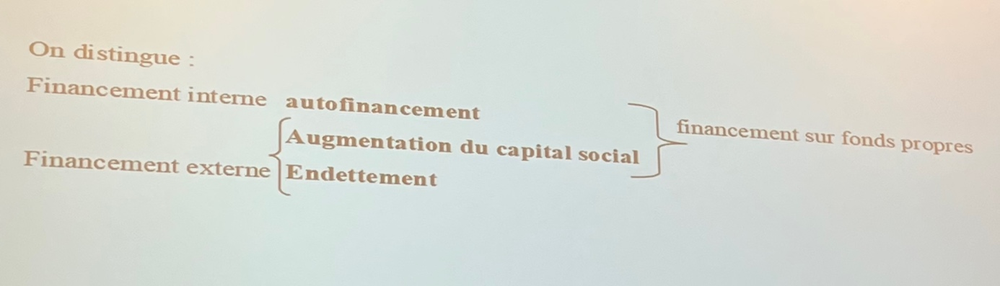 On distingue :
Financement interne autofinancement
Augmentation du capital social
financement sur fonds propres
Financement externe
Endettement